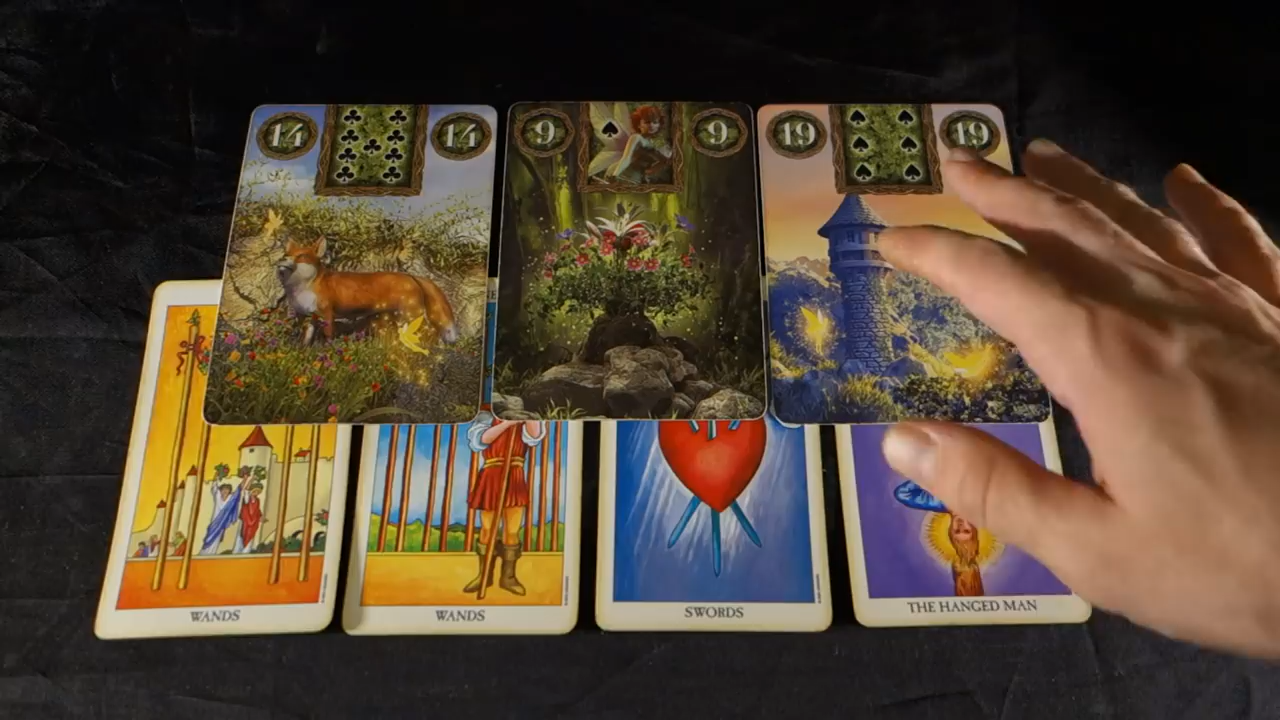 14 14
9 9
19 19
WANDS
WANDS
SWORDS
THE HANGED MAN